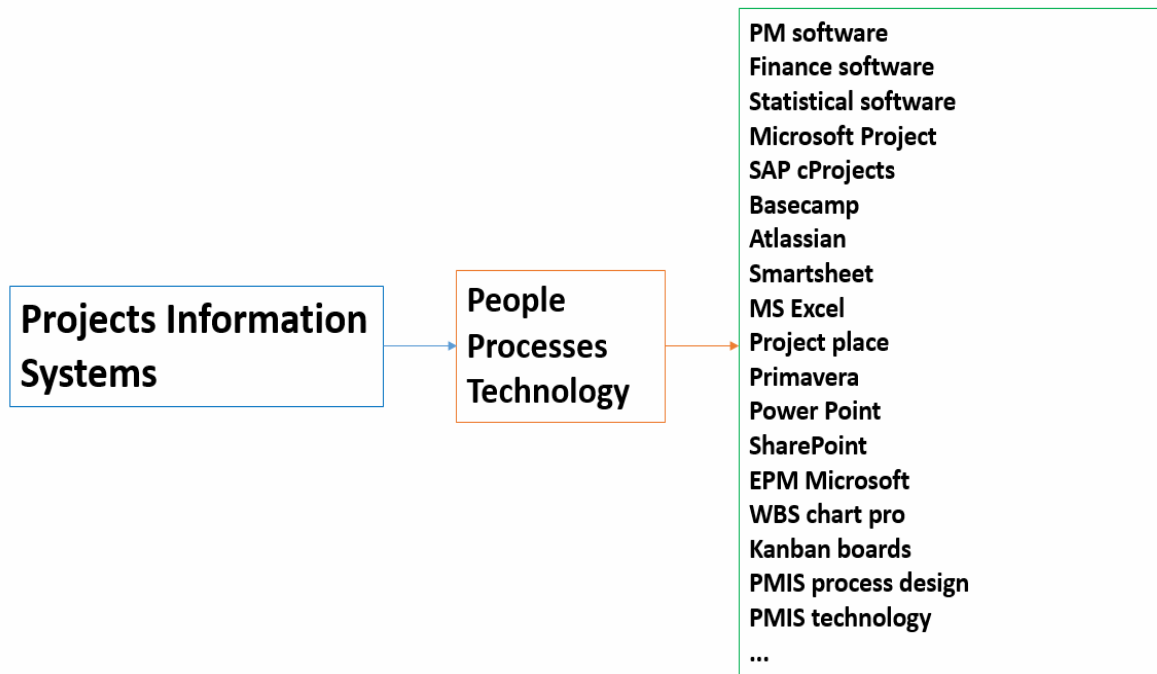 Projects Information
Systems
People
Processes
Technology
PM software
Finance software
Statistical software
Microsoft Project
SAP cProjects
Basecamp
Atlassian
Smartsheet
MS Excel
Project place
Primavera
Power Point
SharePoint
EPM Microsoft
WBS chart pro
Kanban boards
PMIS process design
PMIS technology
...